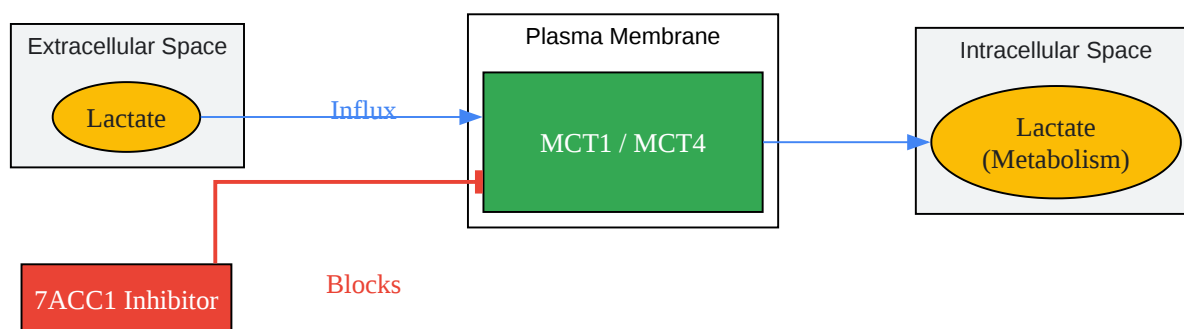 Extracellular Space
Lactate
Influx
Plasma Membrane
MCT1 / MCT4
Intracellular Space
Lactate
(Metabolism)
7ACC1 Inhibitor
Blocks